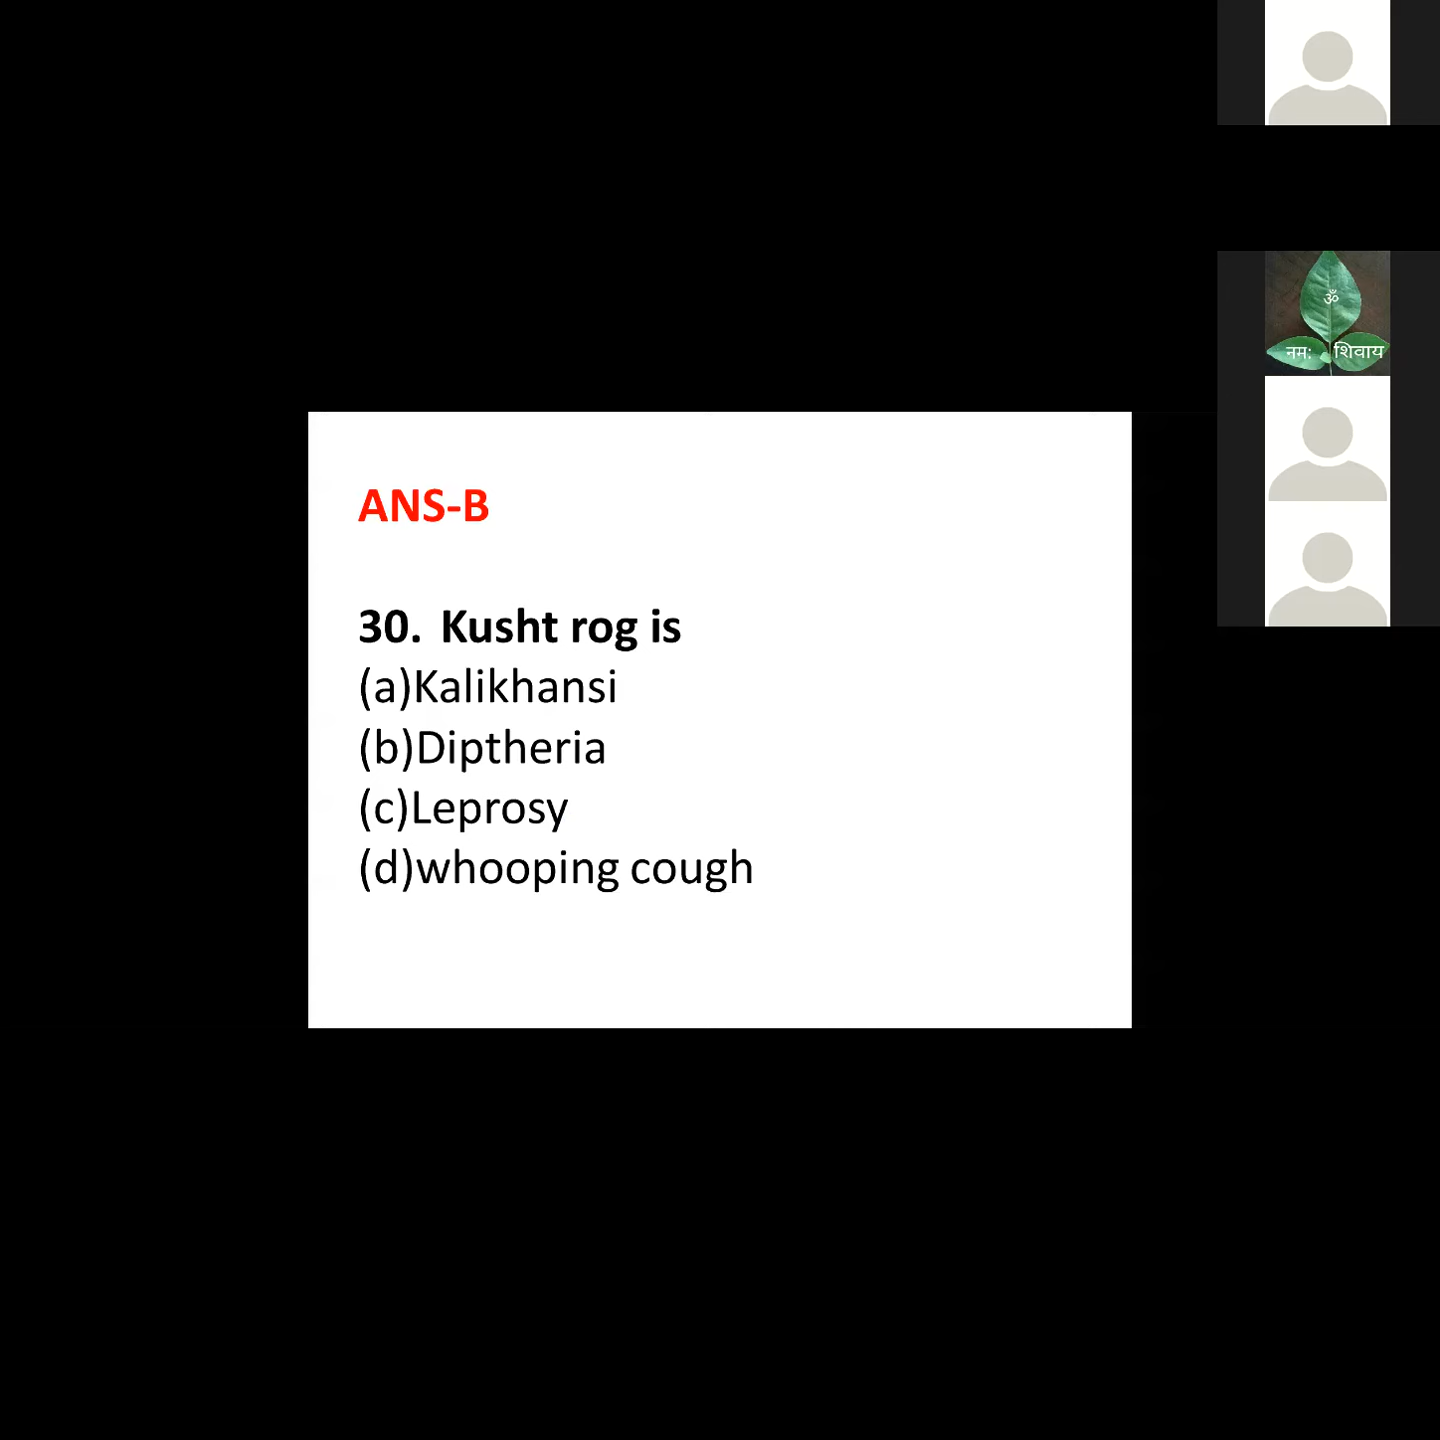 ॐ
नमः शिवाय
ANS-B
30. Kusht rog is
(a)Kalikhansi
(b)Diptheria
(c)Leprosy
(d)whooping cough